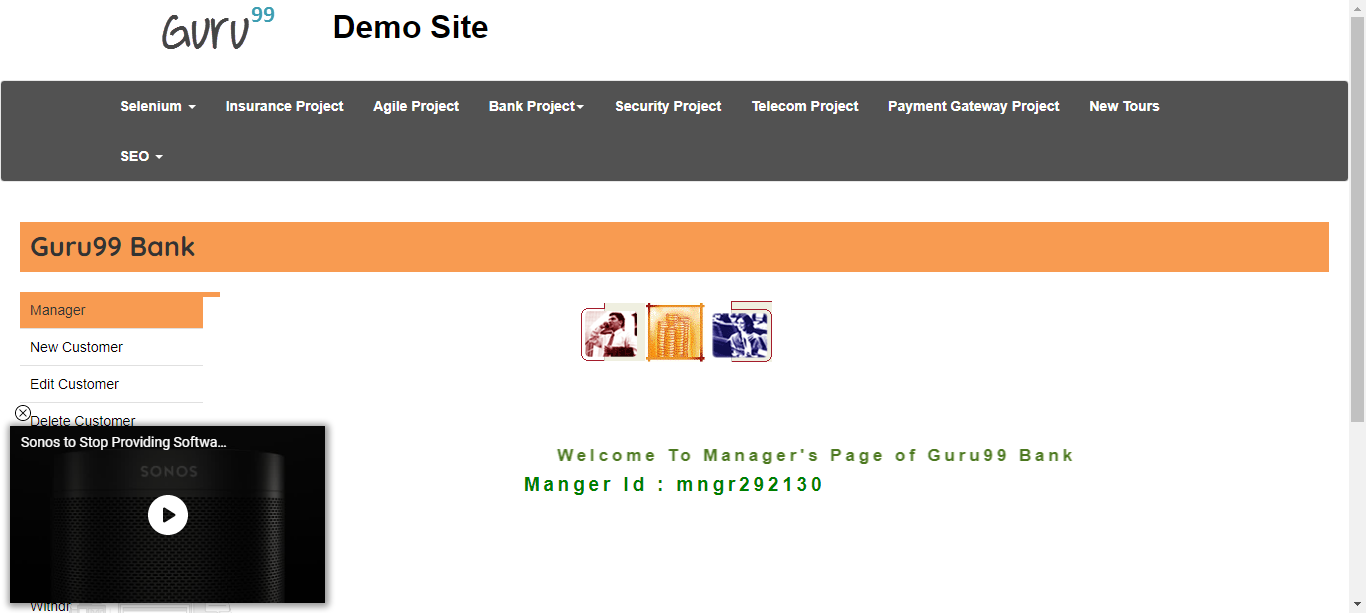 Guru99
Demo Site
Selenium Insurance Project Agile Project Bank Project Security Project Telecom Project Payment Gateway Project New Tours
SEO
Guru99 Bank
Manager
New Customer
Edit Customer
Delete Customer
Sonos to Stop Providing Softwa...
SONOS
Welcome To Manager's Page of Guru99 Bank
Manger Id : mngr292130